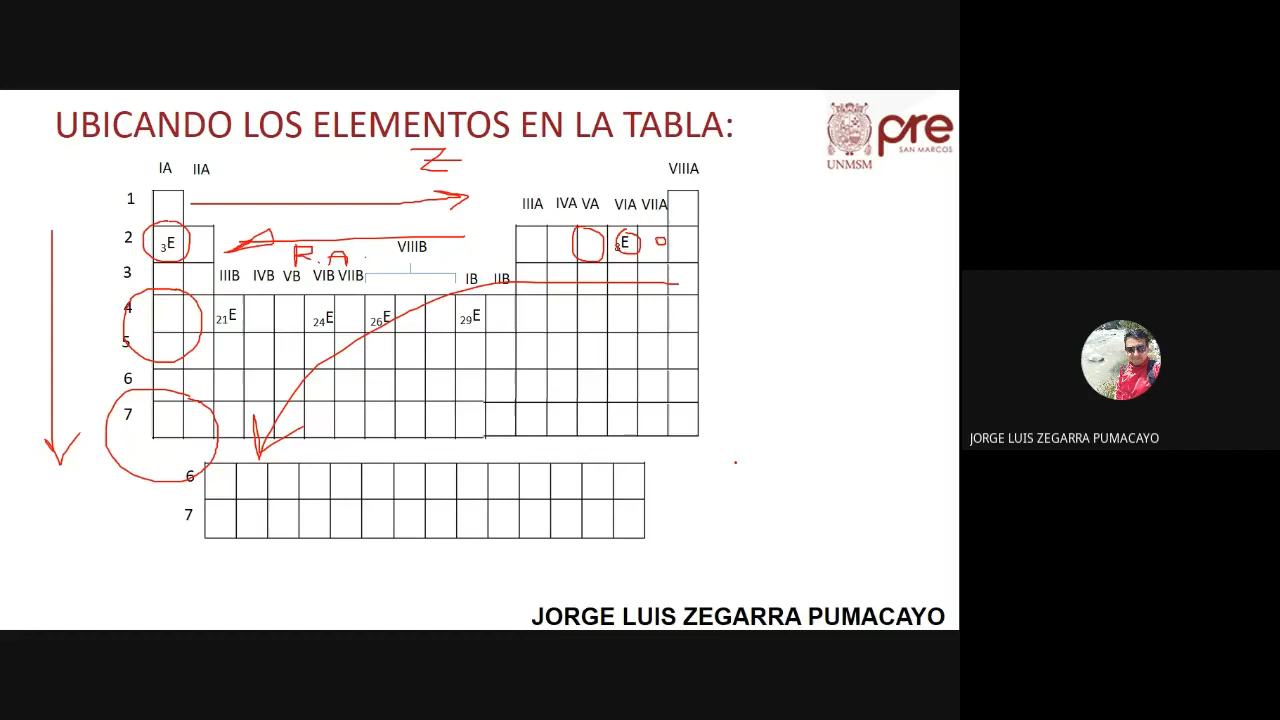 UBICANDO LOS ELEMENTOS EN LA TABLA:
pre
SAN MARCOS
UNMSM
Z
IA IIA VIIIA
1 IIIA IVA VA VIA VIIA
2 3E 8E
R.A. VIIIB
3 IIIB IVB VB VIB VIIB IB IIB
4 21E 24E 26E 29E
5
6
7
6
7
JORGE LUIS ZEGARRA PUMACAYO
JORGE LUIS ZEGARRA PUMACAYO